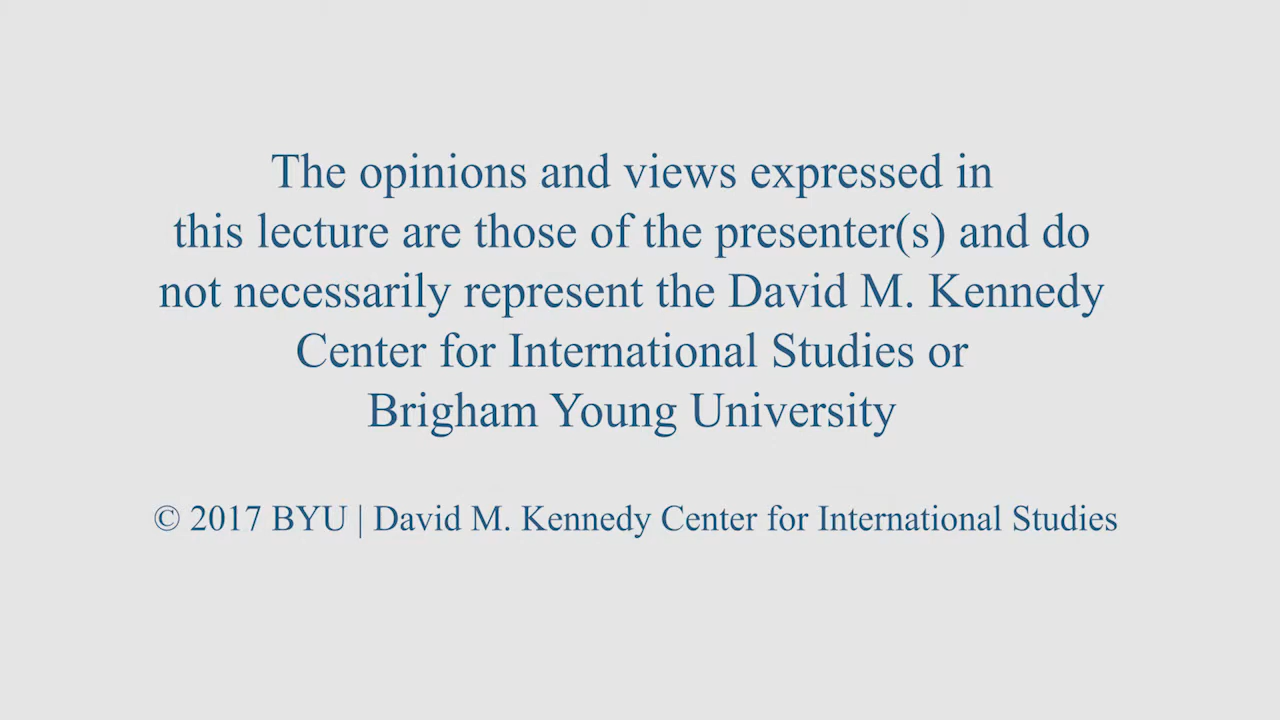 The opinions and views expressed in
this lecture are those of the presenter(s) and do
not necessarily represent the David M. Kennedy
Center for International Studies or
Brigham Young University
© 2017 BYU | David M. Kennedy Center for International Studies